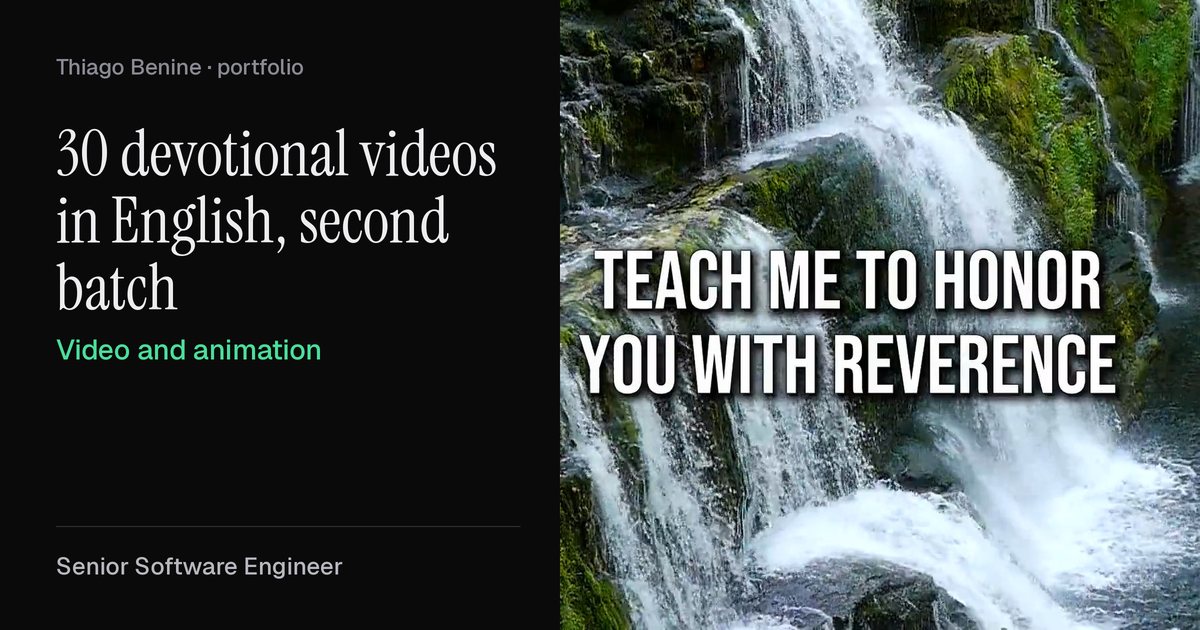 Thiago Benine · portfolio
30 devotional videos
in English, second
batch
Video and animation
Senior Software Engineer
TEACH ME TO HONOR
YOU WITH REVERENCE